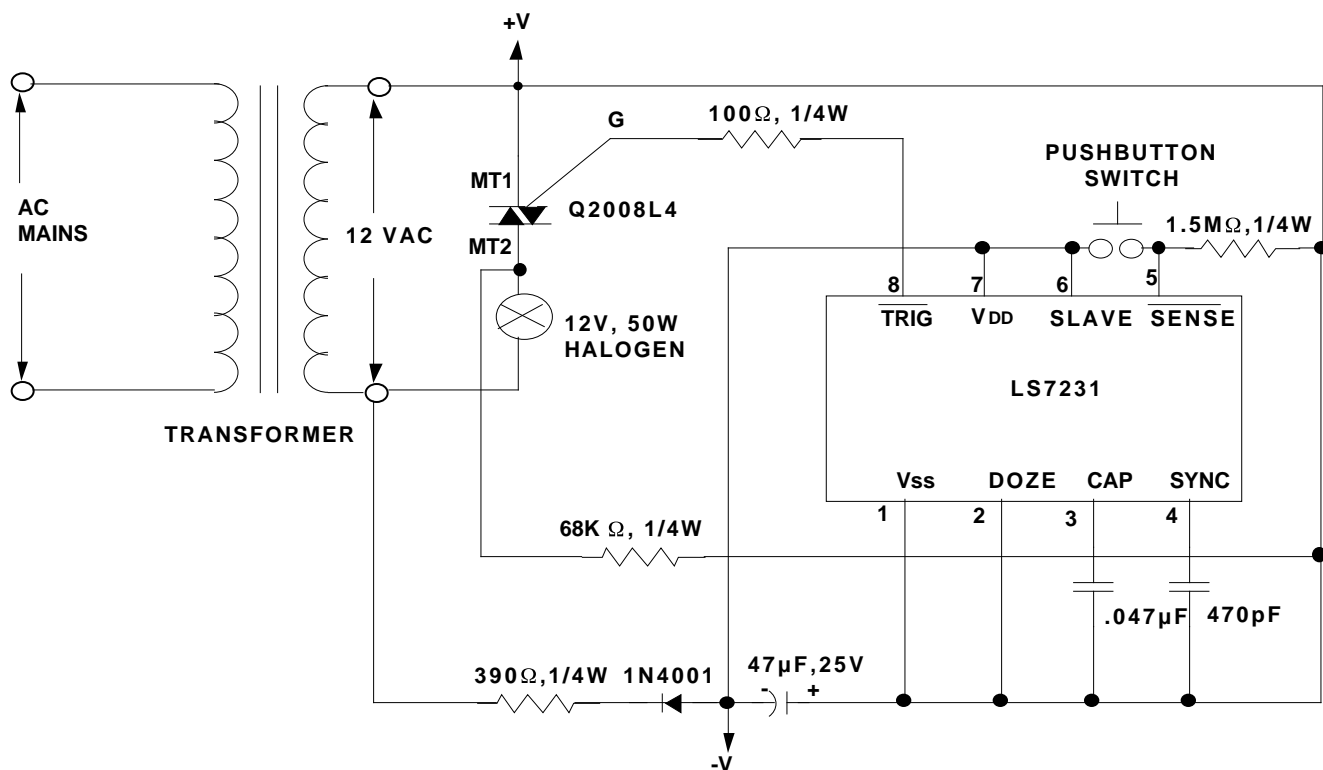 +V
G
100Ω, 1/4W
PUSHBUTTON
SWITCH
MT1
Q2008L4
AC
MAINS
12 VAC
1.5MΩ,1/4W
MT2
8
7
6
5
12V, 50W
HALOGEN
TRIG
VDD
SLAVE
SENSE
LS7231
TRANSFORMER
Vss
DOZE
CAP
SYNC
1
2
3
4
68K Ω, 1/4W
.047µF
470pF
390Ω,1/4W
1N4001
47µF,25V
-
+
-V